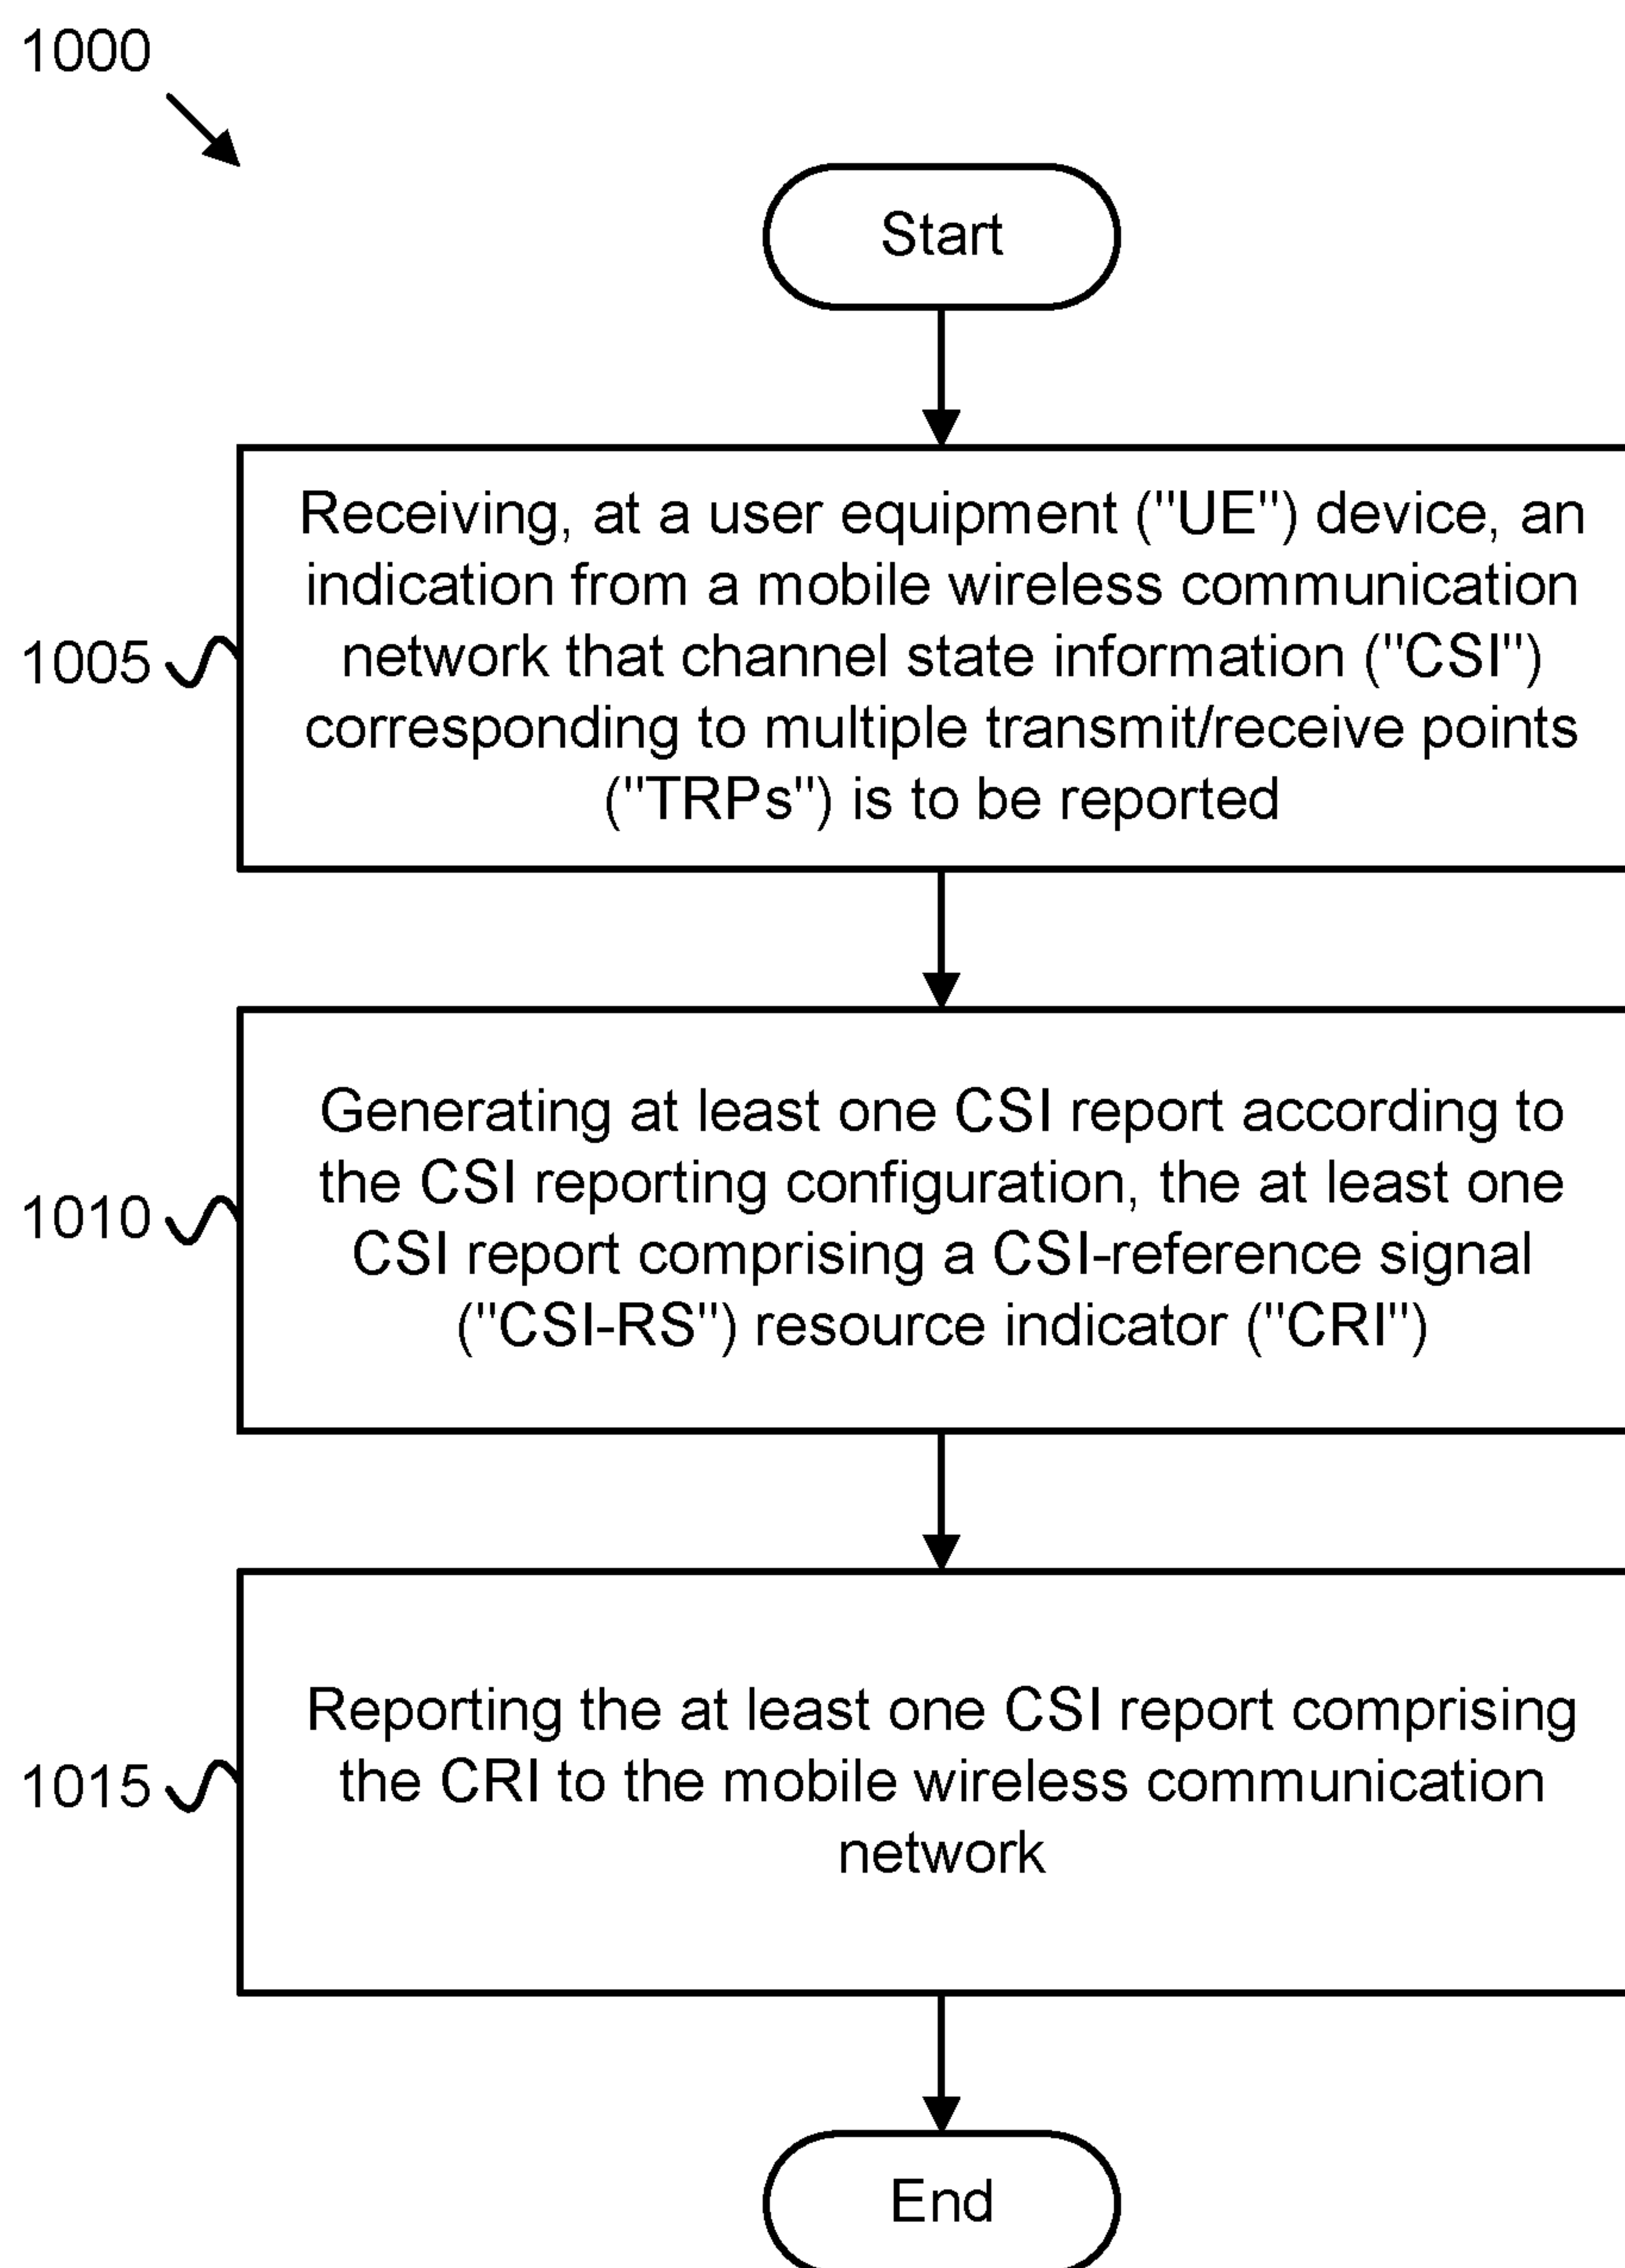 1000
Start
Receiving, at a user equipment ("UE") device, an
indication from a mobile wireless communication
network that channel state information ("CSI")
corresponding to multiple transmit/receive points
("TRPs") is to be reported
1005
Generating at least one CSI report according to
the CSI reporting configuration, the at least one
CSI report comprising a CSI-reference signal
("CSI-RS") resource indicator ("CRI")
1010
Reporting the at least one CSI report comprising
the CRI to the mobile wireless communication
network
1015
End